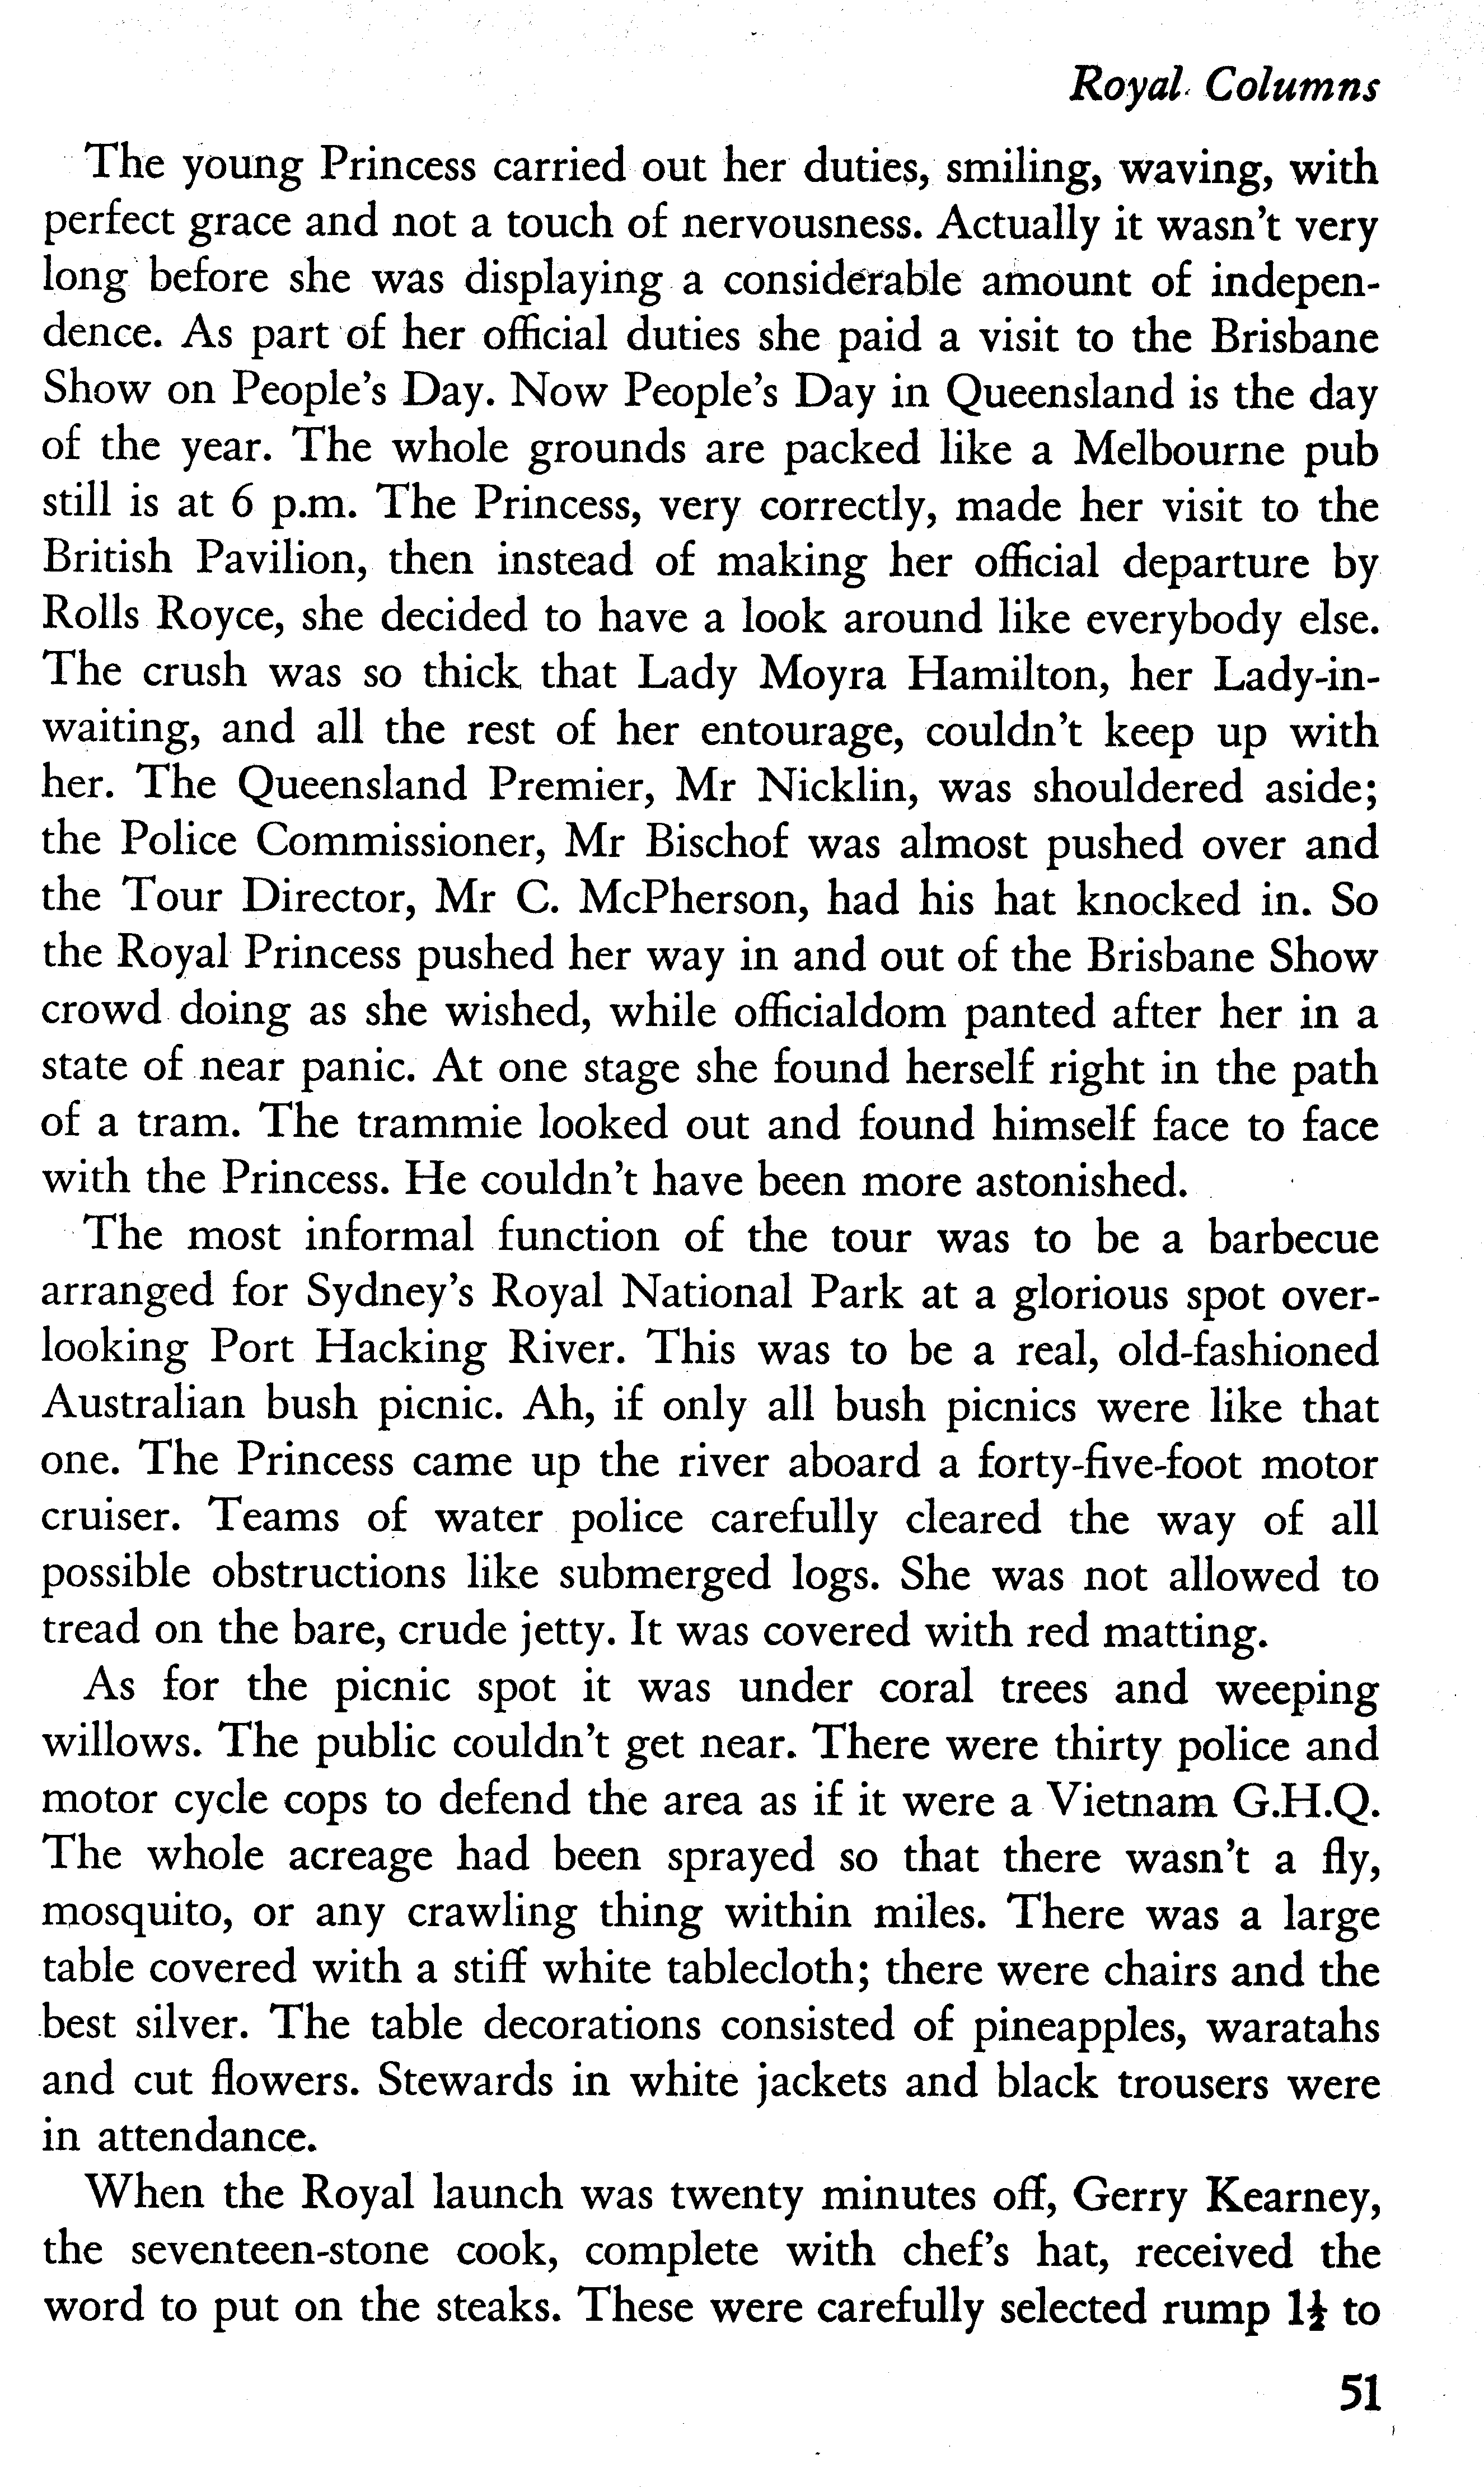 Royal Columns
The young Princess carried out her duties, smiling, waving, with
perfect grace and not a touch of nervousness. Actually it wasn't very
long before she was displaying a considerable amount of indepen-
dence. As part of her official duties she paid a visit to the Brisbane
Show on People's Day. Now People's Day in Queensland is the day
of the year. The whole grounds are packed like a Melbourne pub
still is at 6 p.m. The Princess, very correctly, made her visit to the
British Pavilion, then instead of making her official departure by
Rolls Royce, she decided to have a look around like everybody else.
The crush was so thick that Lady Moyra Hamilton, her Lady-in-
waiting, and all the rest of her entourage, couldn't keep up with
her. The Queensland Premier, Mr Nicklin, was shouldered aside;
the Police Commissioner, Mr Bischof was almost pushed over and
the Tour Director, Mr C. McPherson, had his hat knocked in. So
the Royal Princess pushed her way in and out of the Brisbane Show
crowd doing as she wished, while officialdom panted after her in a
state of near panic. At one stage she found herself right in the path
of a tram. The trammie looked out and found himself face to face
with the Princess. He couldn't have been more astonished.
The most informal function of the tour was to be a barbecue
arranged for Sydney's Royal National Park at a glorious spot over-
looking Port Hacking River. This was to be a real, old-fashioned
Australian bush picnic. Ah, if only all bush picnics were like that
one. The Princess came up the river aboard a forty-five-foot motor
cruiser. Teams of water police carefully cleared the way of all
possible obstructions like submerged logs. She was not allowed to
tread on the bare, crude jetty. It was covered with red matting.
As for the picnic spot it was under coral trees and weeping
willows. The public couldn't get near. There were thirty police and
motor cycle cops to defend the area as if it were a Vietnam G.H.Q.
The whole acreage had been sprayed so that there wasn't a fly,
mosquito, or any crawling thing within miles. There was a large
table covered with a stiff white tablecloth; there were chairs and the
best silver. The table decorations consisted of pineapples, waratahs
and cut flowers. Stewards in white jackets and black trousers were
in attendance.
When the Royal launch was twenty minutes off, Gerry Kearney,
the seventeen-stone cook, complete with chef's hat, received the
word to put on the steaks. These were carefully selected rump 1½ to
51